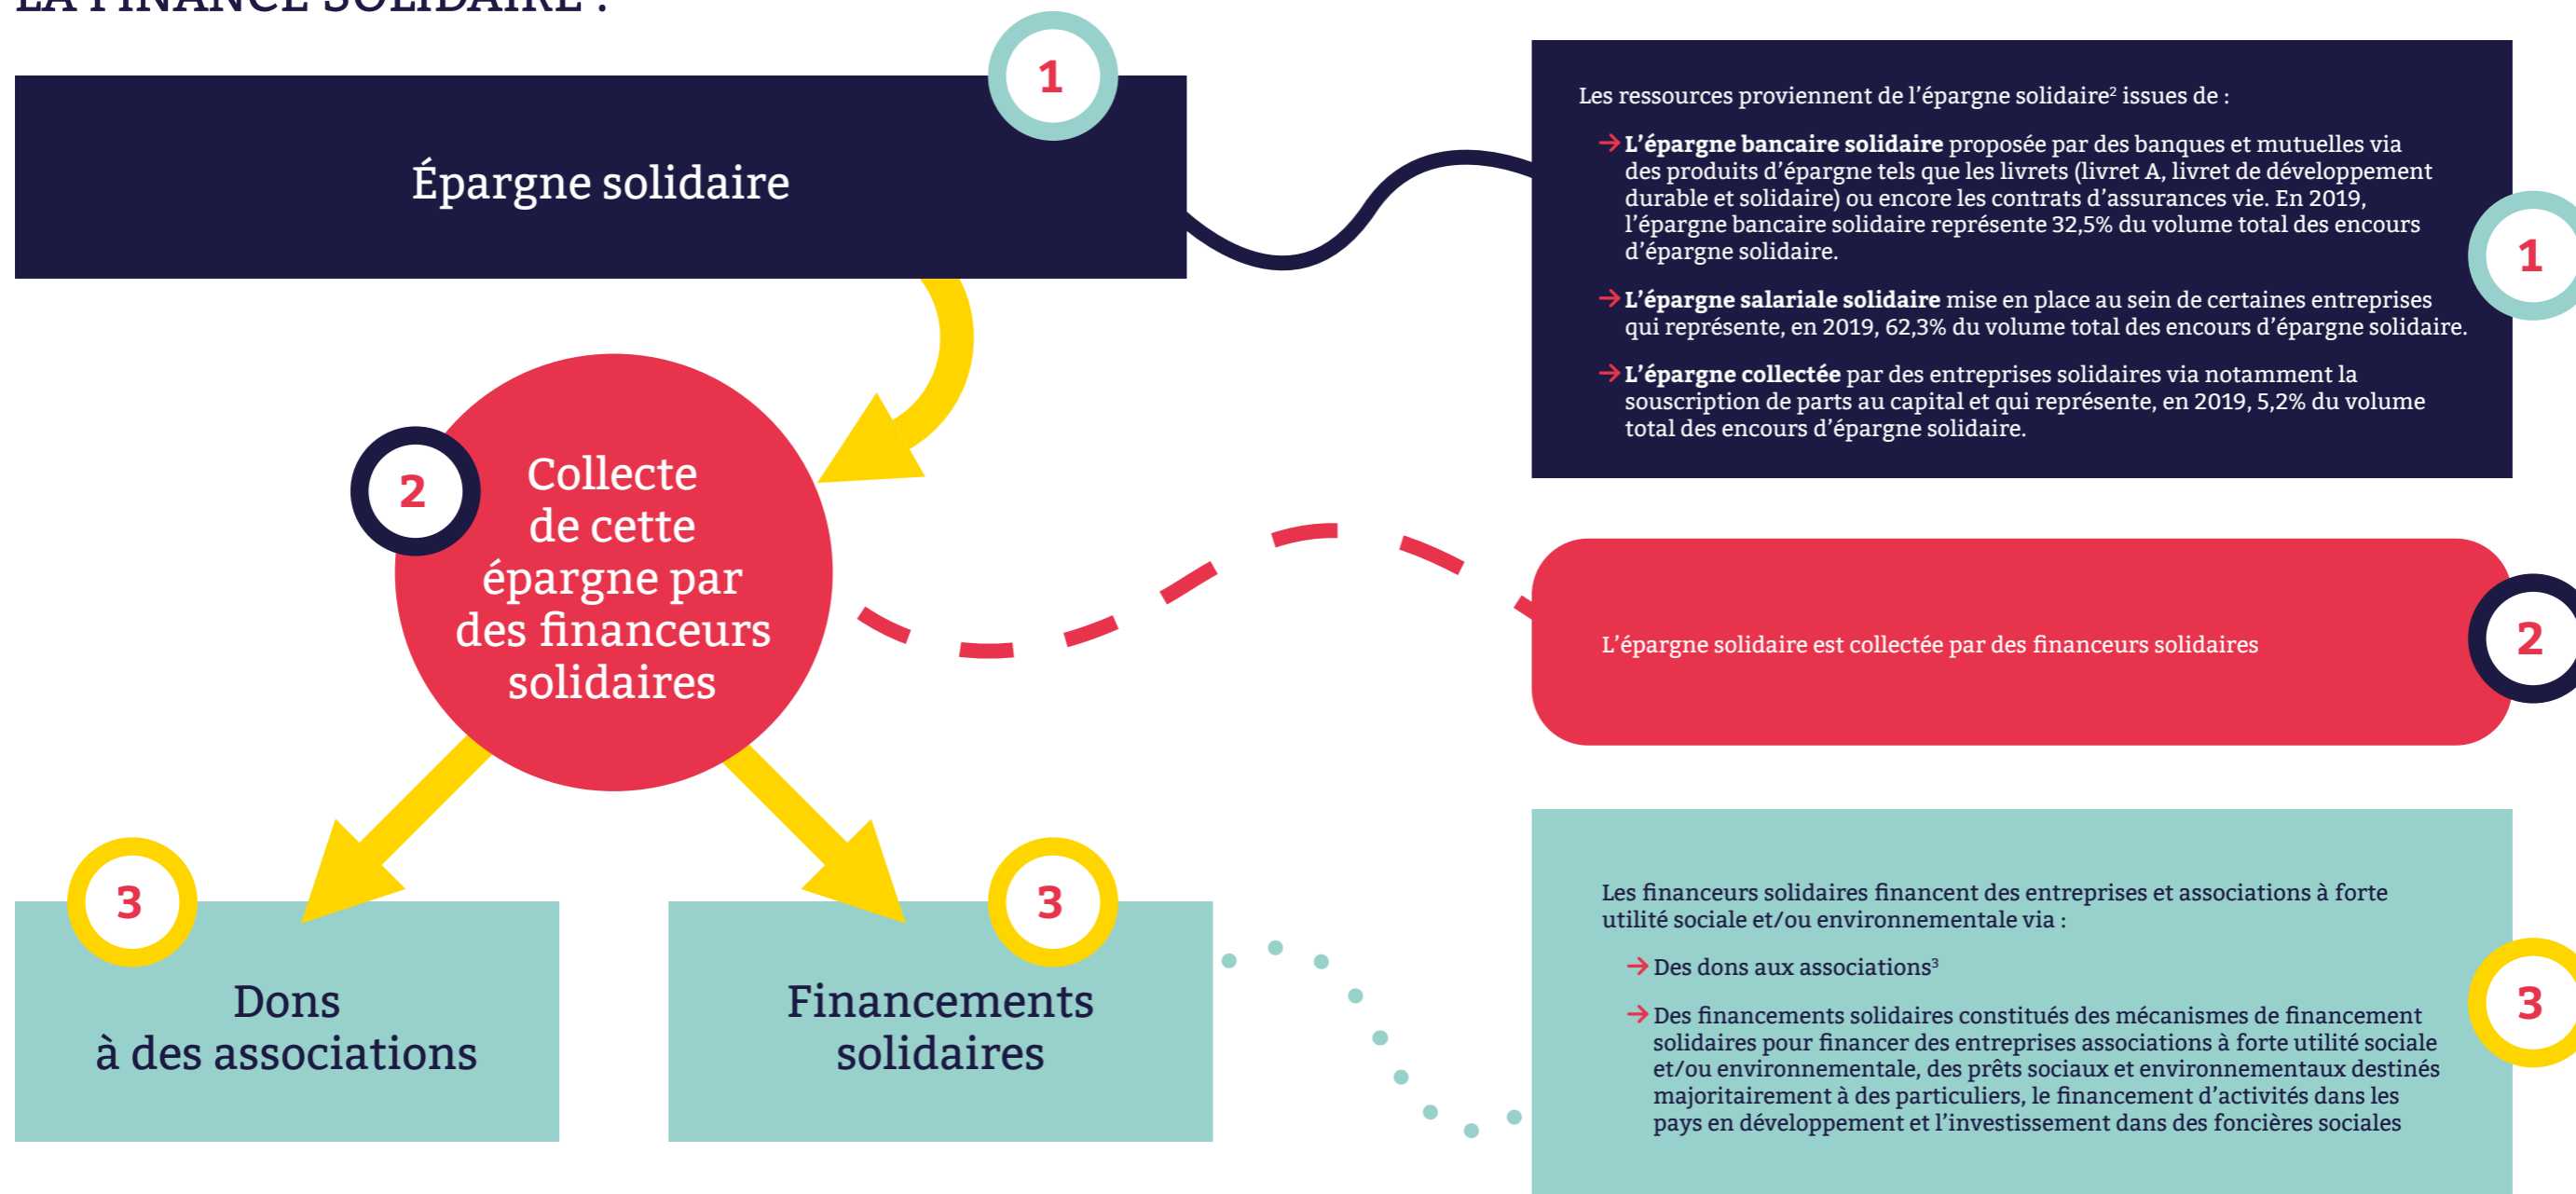 LA FINANCE SOLIDAIRE :
1
Épargne solidaire
2
Collecte
de cette
épargne par
des financeurs
solidaires
3
Dons
à des associations
3
Financements
solidaires
Les ressources proviennent de l'épargne solidaire² issues de :
→ L'épargne bancaire solidaire proposée par des banques et mutuelles via
des produits d'épargne tels que les livrets (livret A, livret de développement
durable et solidaire) ou encore les contrats d'assurances vie. En 2019,
l'épargne bancaire solidaire représente 32,5% du volume total des encours
d'épargne solidaire.
→ L'épargne salariale solidaire mise en place au sein de certaines entreprises
qui représente, en 2019, 62,3% du volume total des encours d'épargne solidaire.
→ L'épargne collectée par des entreprises solidaires via notamment la
souscription de parts au capital et qui représente, en 2019, 5,2% du volume
total des encours d'épargne solidaire.
1
L'épargne solidaire est collectée par des financeurs solidaires
2
Les financeurs solidaires financent des entreprises et associations à forte
utilité sociale et/ou environnementale via :
→ Des dons aux associations³
→ Des financements solidaires constitués des mécanismes de financement
solidaires pour financer des entreprises associations à forte utilité sociale
et/ou environnementale, des prêts sociaux et environnementaux destinés
majoritairement à des particuliers, le financement d'activités dans les
pays en développement et l'investissement dans des foncières sociales
3